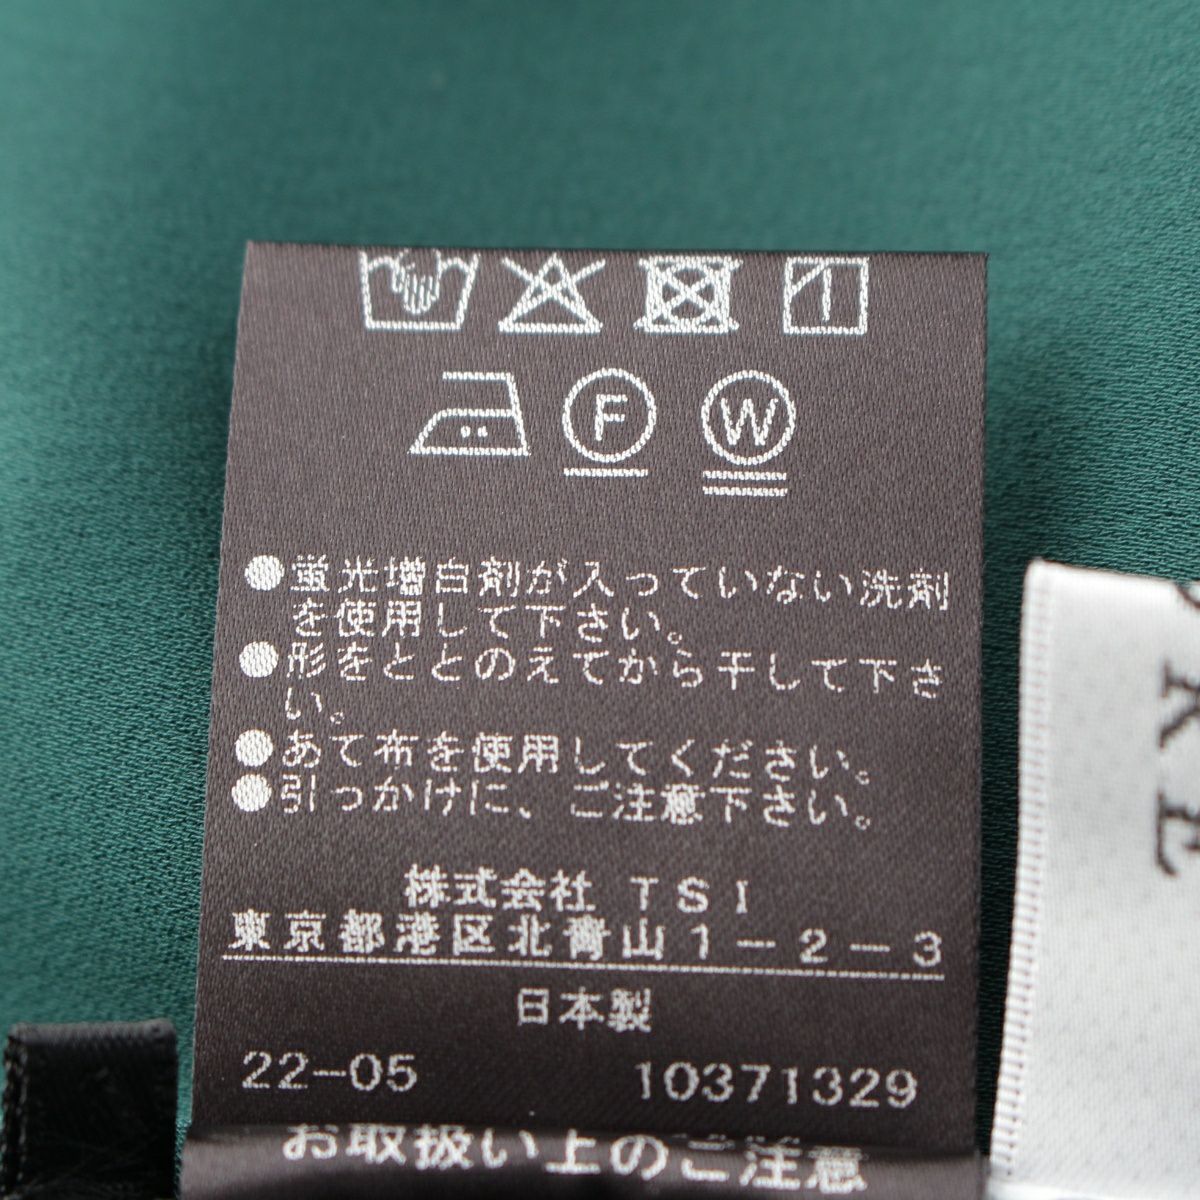 F W
●蛍光増白剤が入っていない洗剤
を使用して下さい。
●形をととのえてから干して下さ
い。
●あて布を使用してください。
●引っかけに、ご注意下さい。
株式会社 TSI
東京都港区北青山1-2-3
日本製
22-05 10371329
お取扱い上のご注意
KE